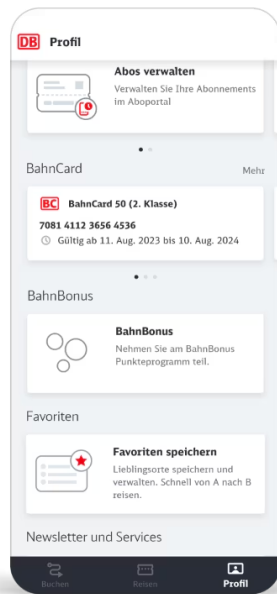 DB Profil
Abos verwalten
Verwalten Sie Ihre Abonnements
im Aboportal
BahnCard Mehr
BC BahnCard 50 (2. Klasse)
7081 4112 3656 4536
Gültig ab 11. Aug. 2023 bis 10. Aug. 2024
BahnBonus
BahnBonus
Nehmen Sie am BahnBonus
Punkteprogramm teil.
Favoriten
Favoriten speichern
Lieblingsorte speichern und
verwalten. Schnell von A nach B
reisen.
Newsletter und Services
Buchen Reisen Profil